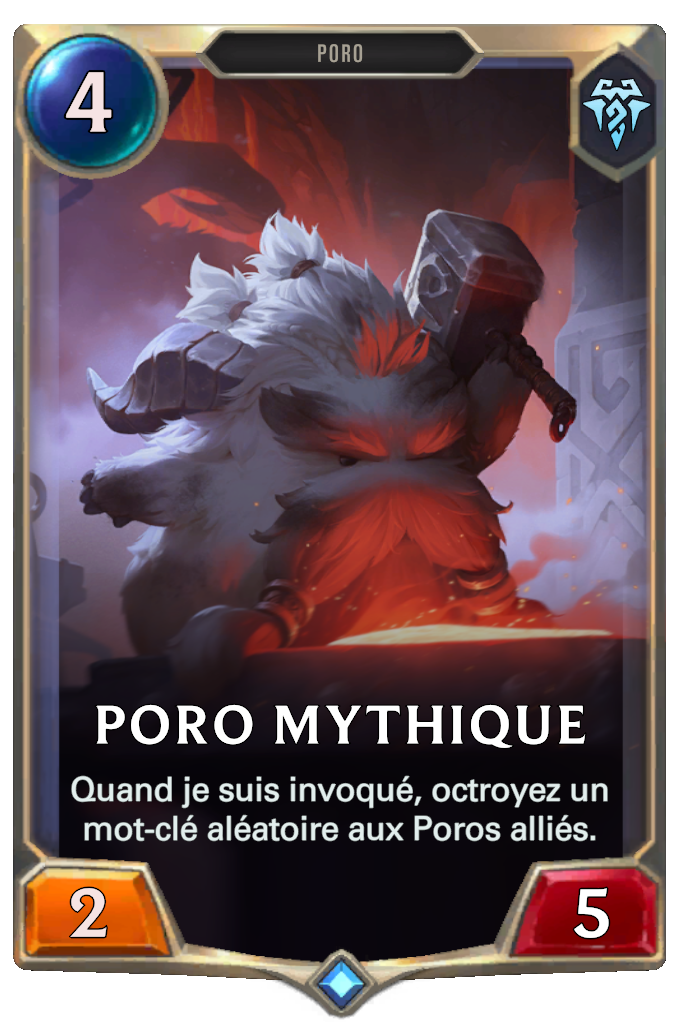 4
PORO
PORO MYTHIQUE
Quand je suis invoqué, octroyez un
mot-clé aléatoire aux Poros alliés.
2
5